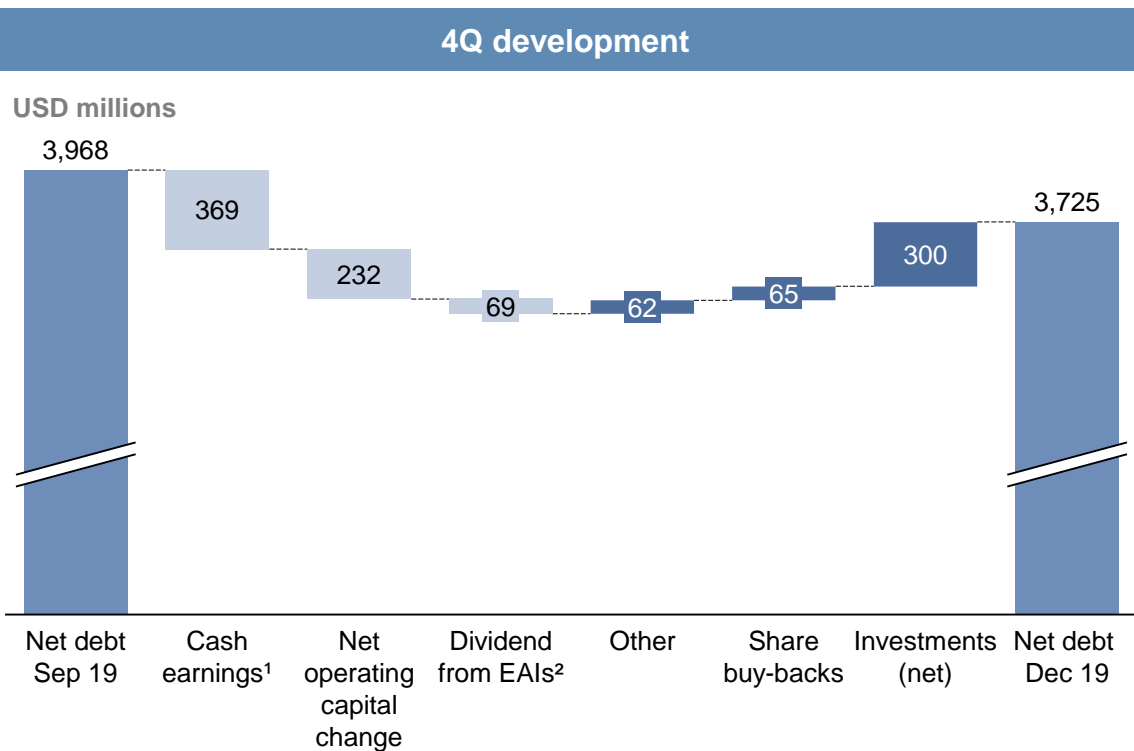 4Q development
USD millions
3,968
369
232
69
62
65
300
3,725
Net debt
Sep 19
Cash
earnings¹
Net
operating
capital
change
Dividend
from EAIs²
Other
Share
buy-backs
Investments
(net)
Net debt
Dec 19